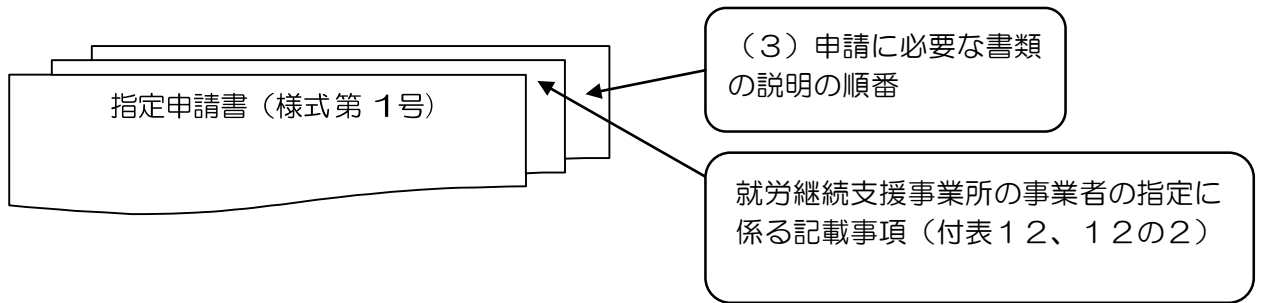 指定申請書（様式第 1号）
（３）申請に必要な書類
の説明の順番
就労継続支援事業所の事業者の指定に
係る記載事項（付表１２、１２の２）